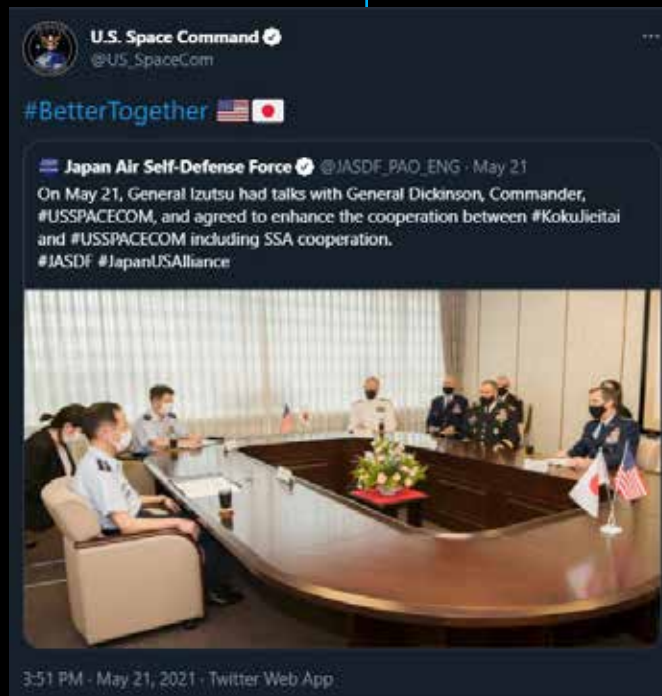 U.S. Space Command
@US_SpaceCom
#BetterTogether
Japan Air Self-Defense Force @JASDF_PAO_ENG · May 21
On May 21, General Izutsu had talks with General Dickinson, Commander,
#USSPACECOM, and agreed to enhance the cooperation between #KokuJieitai
and #USSPACECOM including SSA cooperation.
#JASDF #JapanUSAlliance
3:51 PM · May 21, 2021 · Twitter Web App